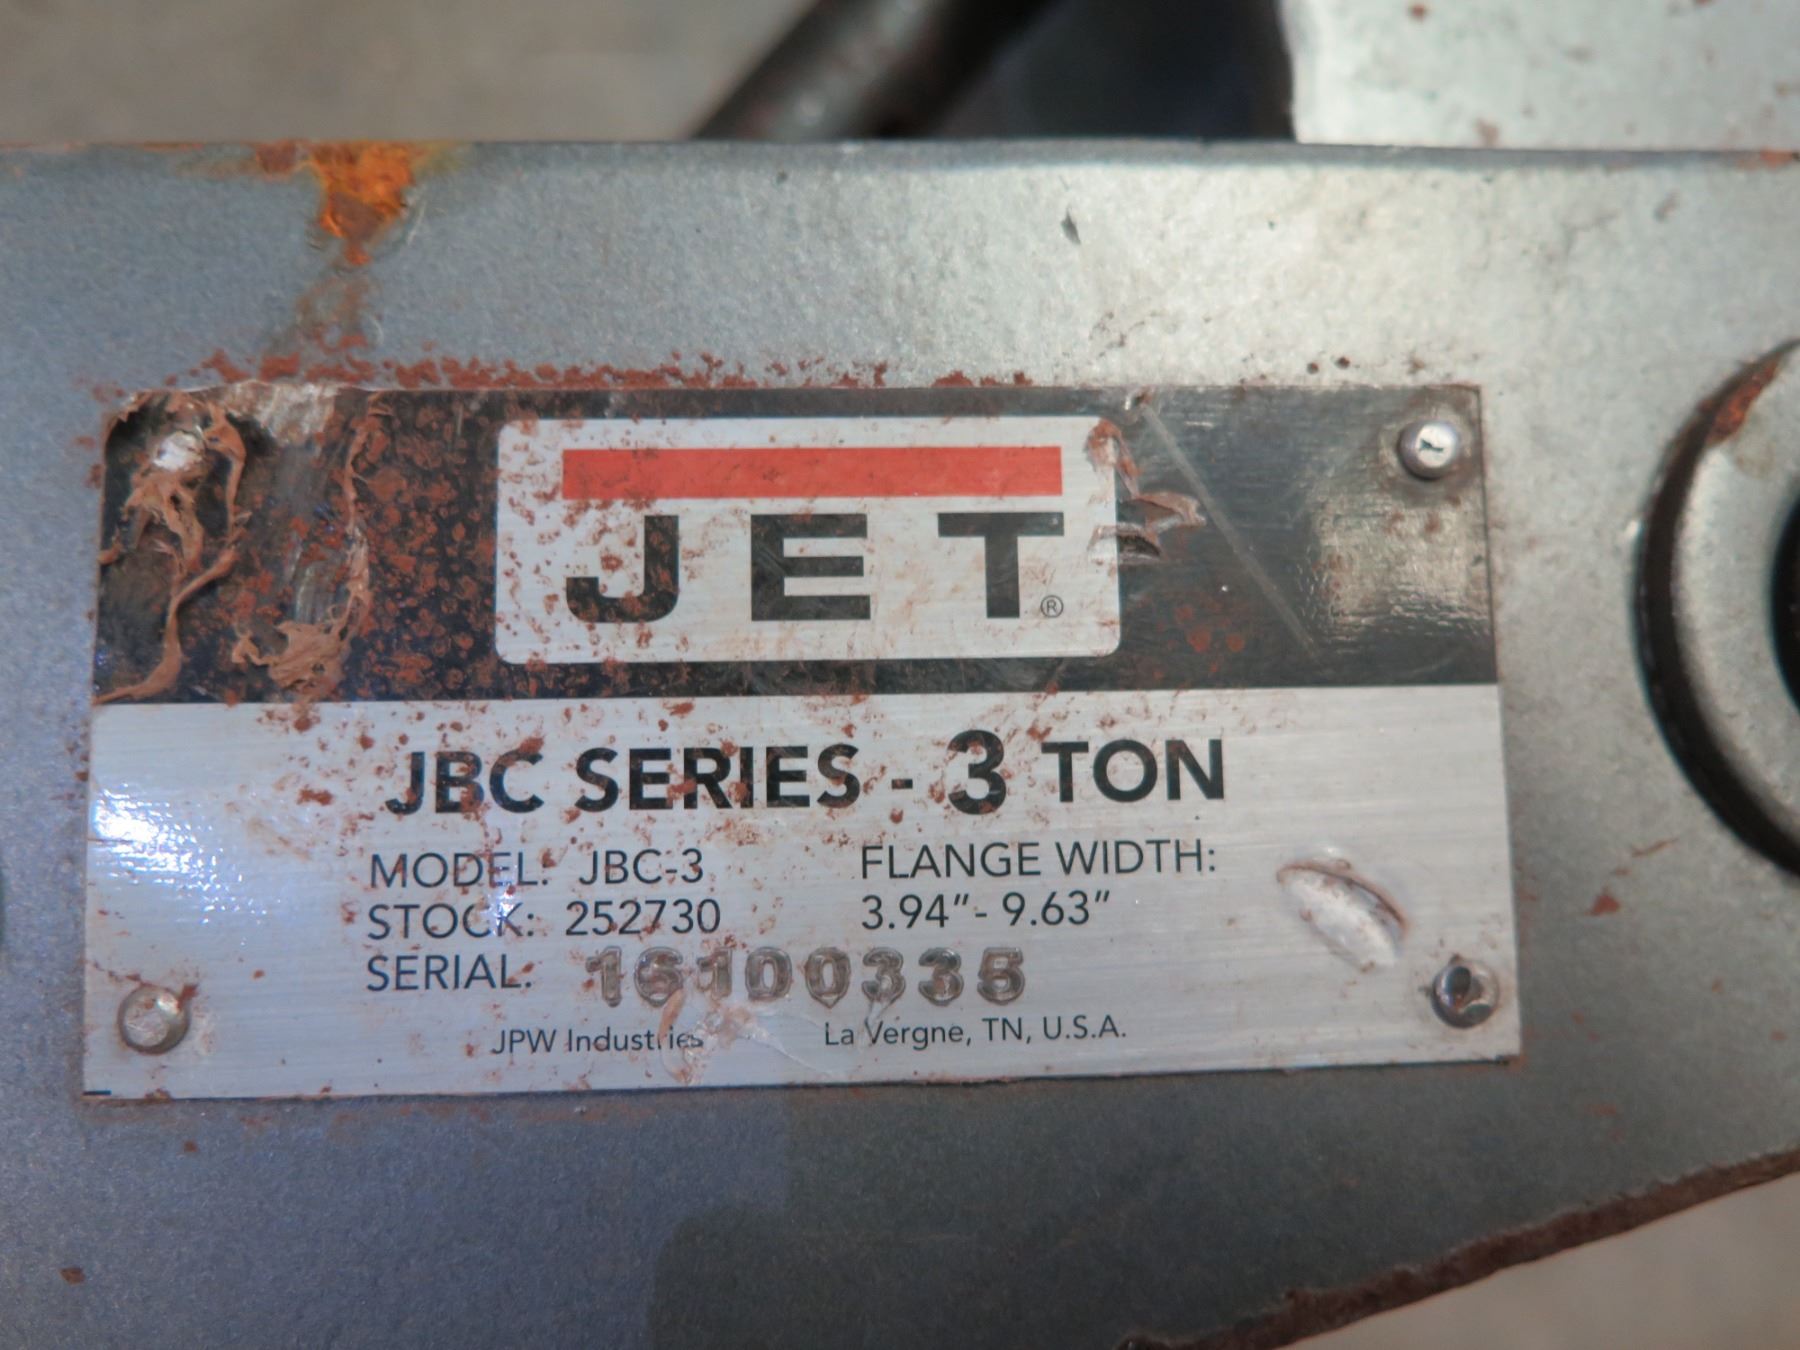 JET®
JBC SERIES - 3 TON
MODEL: JBC-3
STOCK: 252730
SERIAL: 16100335
FLANGE WIDTH:
3.94"- 9.63"
JPW Industries La Vergne, TN, U.S.A.